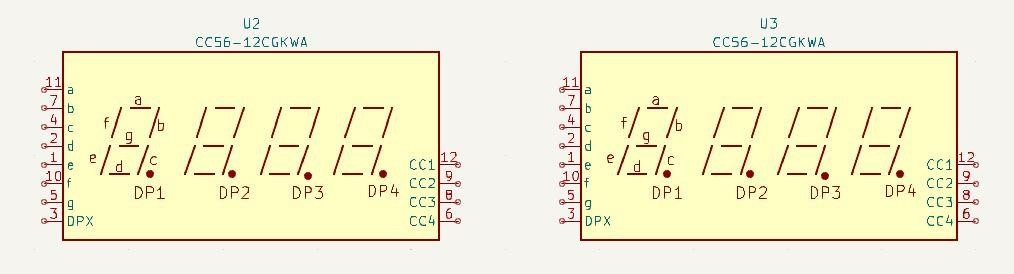 U2
CC56-12CGKWA
11 a
7 b
4 c
2 d
1 e
10 f
5 g
3 DPX
a
f b
g
e c
d
DP1 DP2 DP3 DP4
CC1 12
CC2 9
CC3 8
CC4 6
U3
CC56-12CGKWA
11 a
7 b
4 c
2 d
1 e
10 f
5 g
3 DPX
a
f b
g
e c
d
DP1 DP2 DP3 DP4
CC1 12
CC2 9
CC3 8
CC4 6